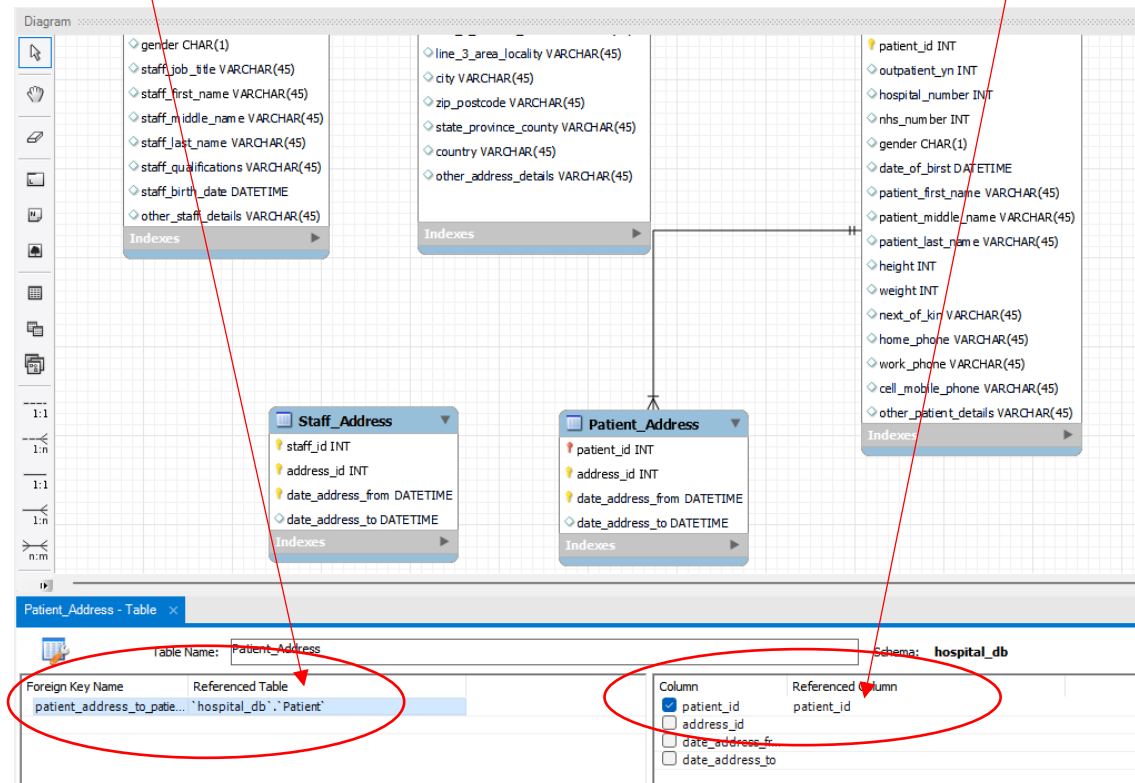 Diagram
gender CHAR(1)
staff_job_title VARCHAR(45)
staff_first_name VARCHAR(45)
staff_middle_name VARCHAR(45)
staff_last_name VARCHAR(45)
staff_qualifications VARCHAR(45)
staff_birth_date DATETIME
other_staff_details VARCHAR(45)
Indexes
line_3_area_locality VARCHAR(45)
city VARCHAR(45)
zip_postcode VARCHAR(45)
state_province_county VARCHAR(45)
country VARCHAR(45)
other_address_details VARCHAR(45)
Indexes
patient_id INT
outpatient_yn INT
hospital_number INT
nhs_number INT
gender CHAR(1)
date_of_birst DATETIME
patient_first_name VARCHAR(45)
patient_middle_name VARCHAR(45)
patient_last_name VARCHAR(45)
height INT
weight INT
next_of_kin VARCHAR(45)
home_phone VARCHAR(45)
work_phone VARCHAR(45)
cell_mobile_phone VARCHAR(45)
other_patient_details VARCHAR(45)
Indexes
1:1
1:n
1:1
1:n
n:m
Staff_Address
staff_id INT
address_id INT
date_address_from DATETIME
date_address_to DATETIME
Indexes
Patient_Address
patient_id INT
address_id INT
date_address_from DATETIME
date_address_to DATETIME
Indexes
Patient_Address - Table ×
Table Name: Patient_Address Schema: hospital_db
Foreign Key Name Referenced Table
patient_address_to_patie... `hospital_db`.`Patient`
Column Referenced Column
patient_id patient_id
address_id
date_address_fr...
date_address_to